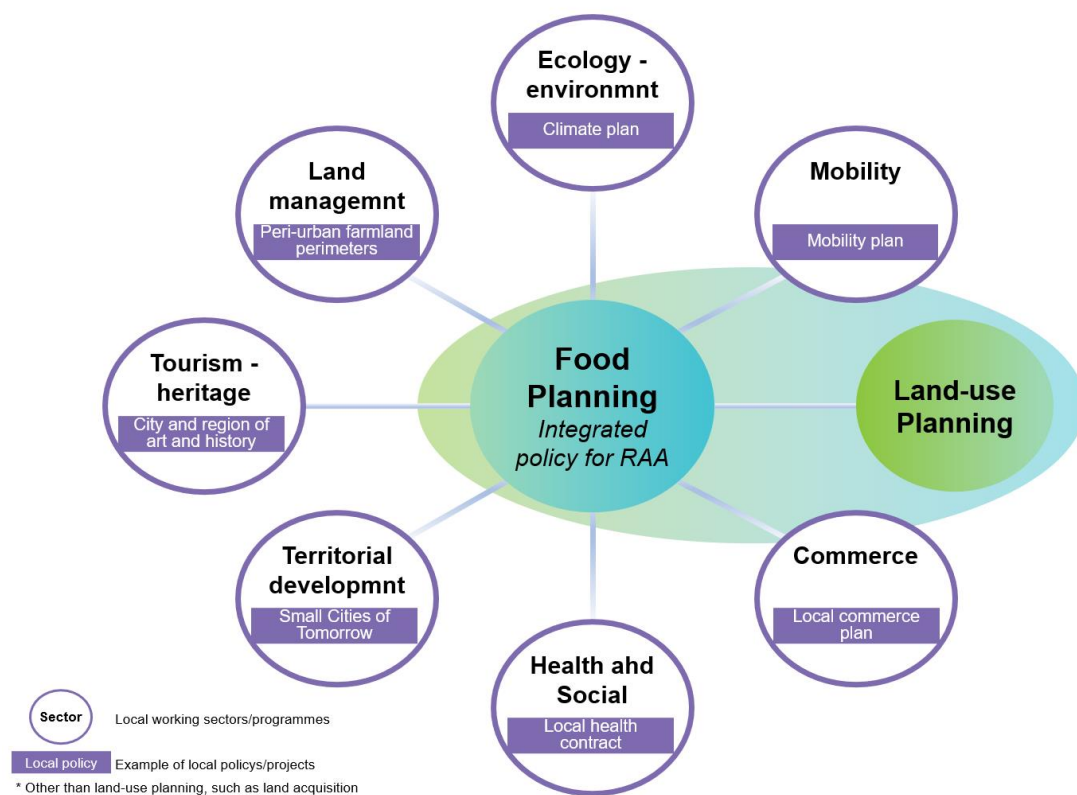 Ecology -
environmnt
Climate plan
Land
managemnt
Peri-urban farmland
perimeters
Mobility
Mobility plan
Tourism -
heritage
City and region of
art and history
Food
Planning
Integrated
policy for RAA
Land-use
Planning
Territorial
developmnt
Small Cities of
Tomorrow
Commerce
Local commerce
plan
Health ahd
Social
Local health
contract
Sector
Local working sectors/programmes
Local policy
Example of local policys/projects
* Other than land-use planning, such as land acquisition